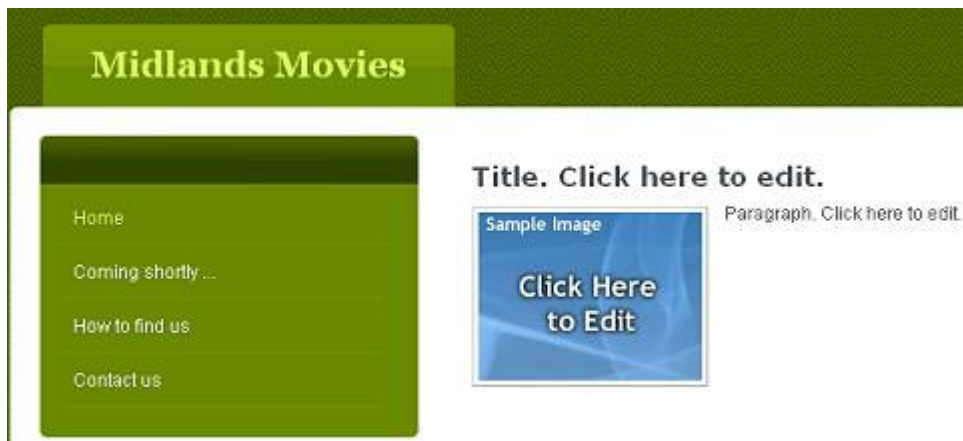 Midlands Movies
Home
Coming shortly ...
How to find us
Contact us
Title. Click here to edit.
Sample Image
Click Here
to Edit
Paragraph. Click here to edit.